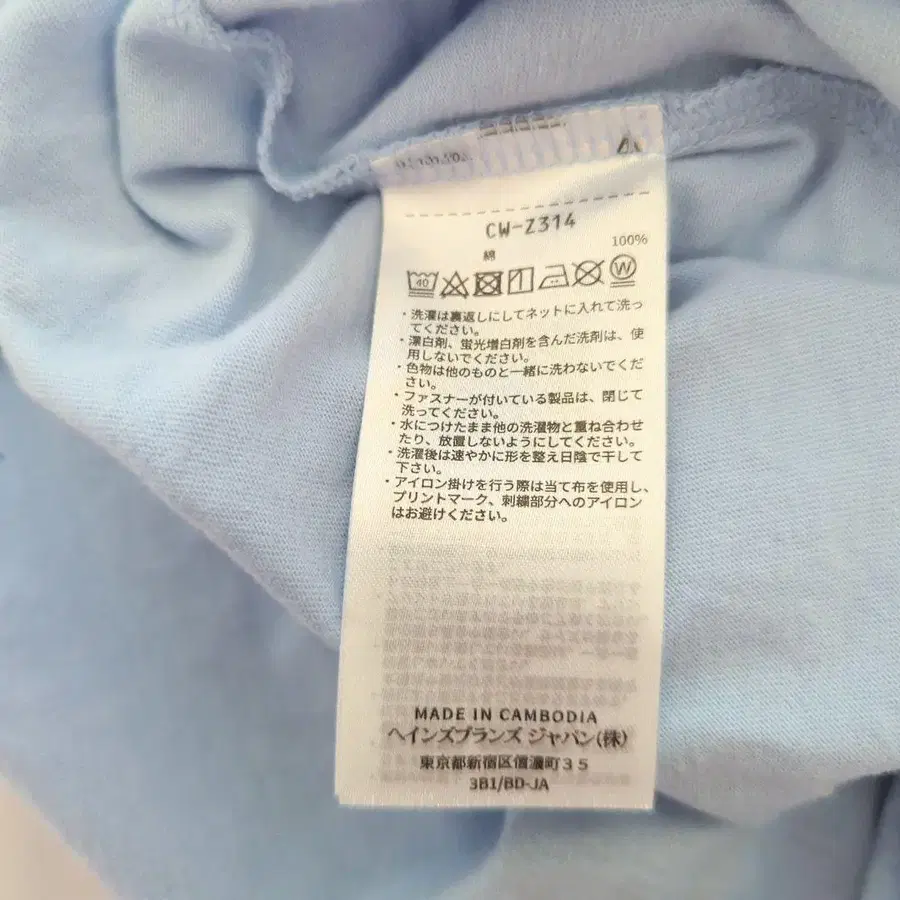 CW-Z314
綿 100%
40 W
・洗濯は裏返しにしてネットに入れて洗っ
てください。
・漂白剤、蛍光増白剤を含んだ洗剤は、使
用しないでください。
・色物は他のものと一緒に洗わないでくだ
さい。
・ファスナーが付いている製品は、閉じて
洗ってください。
・水につけたまま他の洗濯物と重ね合わせ
たり、放置しないようにしてください。
・洗濯後は速やかに形を整え日陰で干して
下さい。
・アイロン掛けを行う際は当て布を使用し、
プリントマーク、刺繍部分へのアイロン
はお避けください。
MADE IN CAMBODIA
ヘインズブランズ ジャパン(株)
東京都新宿区信濃町35
3B1/BD-JA